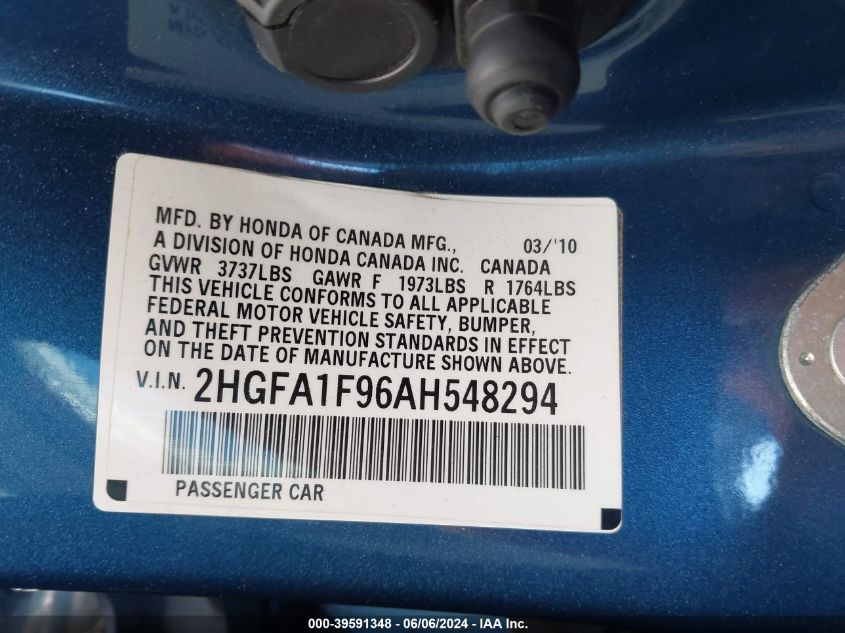 MFD. BY HONDA OF CANADA MFG., 03/'10
A DIVISION OF HONDA CANADA INC. CANADA
GVWR 3737LBS GAWR F 1973LBS R 1764LBS
THIS VEHICLE CONFORMS TO ALL APPLICABLE
FEDERAL MOTOR VEHICLE SAFETY, BUMPER,
AND THEFT PREVENTION STANDARDS IN EFFECT
ON THE DATE OF MANUFACTURE SHOWN ABOVE.
V.I.N. 2HGFA1F96AH548294
PASSENGER CAR
000-39591348 - 06/06/2024 - IAA Inc.